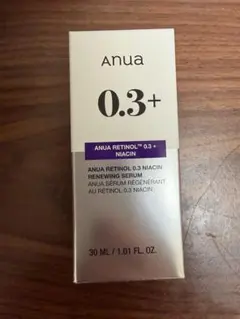 Anua
0.3+
ANUA RETINOL™ 0.3 +
NIACIN
ANUA RETINOL 0.3 NIACIN
RENEWING SERUM
ANUA SÉRUM RÉGÉNÉRANT
AU RÉTINOL 0.3 NIACIN
30 ML / 1.01 FL. OZ.